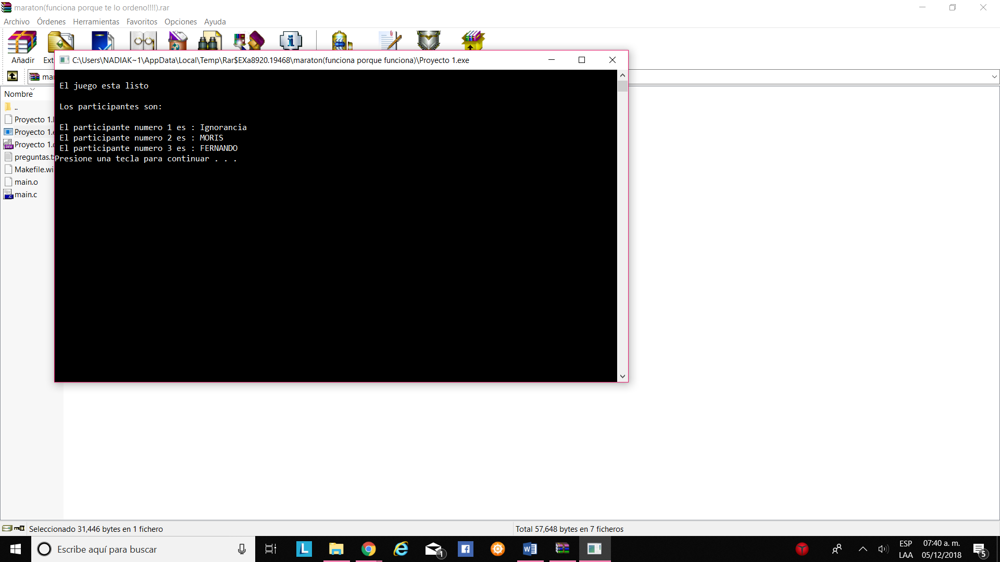 maraton(funciona porque te lo ordeno!!!!).rar
Archivo Órdenes Herramientas Favoritos Opciones Ayuda
Añadir
C:\Users\NADIAK~1\AppData\Local\Temp\Rar$EXa8920.19468\maraton(funciona porque funciona)\Proyecto 1.exe
El juego esta listo
Los participantes son:
El participante numero 1 es : Ignorancia
El participante numero 2 es : MORIS
El participante numero 3 es : FERNANDO
Presione una tecla para continuar . . .
Nombre
..
Proyecto 1.l
Proyecto 1.e
Proyecto 1.
preguntas.t
Makefile.wi
main.o
main.c
Seleccionado 31,446 bytes en 1 fichero
Total 57,648 bytes en 7 ficheros
Escribe aquí para buscar
L
1
ESP
LAA
07:40 a. m.
05/12/2018
5